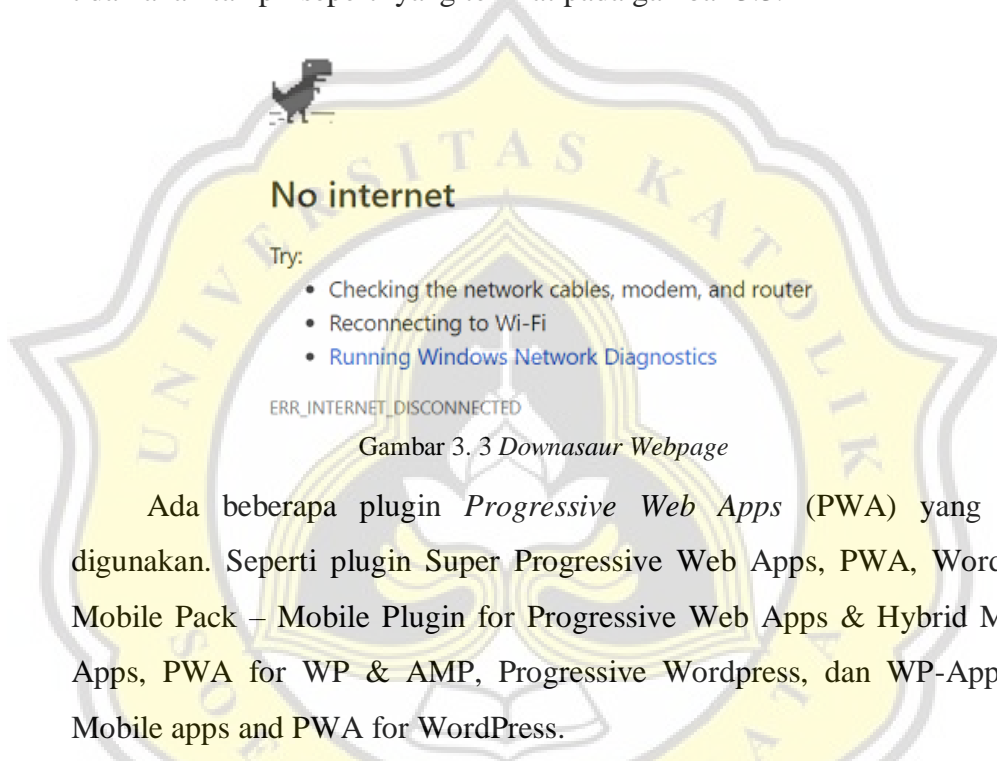 No internet
Try:
• Checking the network cables, modem, and router
• Reconnecting to Wi-Fi
• Running Windows Network Diagnostics
ERR_INTERNET_DISCONNECTED
Gambar 3. 3 Downasaur Webpage
Ada beberapa plugin Progressive Web Apps (PWA) yang
digunakan. Seperti plugin Super Progressive Web Apps, PWA, Word
Mobile Pack – Mobile Plugin for Progressive Web Apps & Hybrid M
Apps, PWA for WP & AMP, Progressive Wordpress, dan WP-App
Mobile apps and PWA for WordPress.
UNIVERSITAS KATOLIK